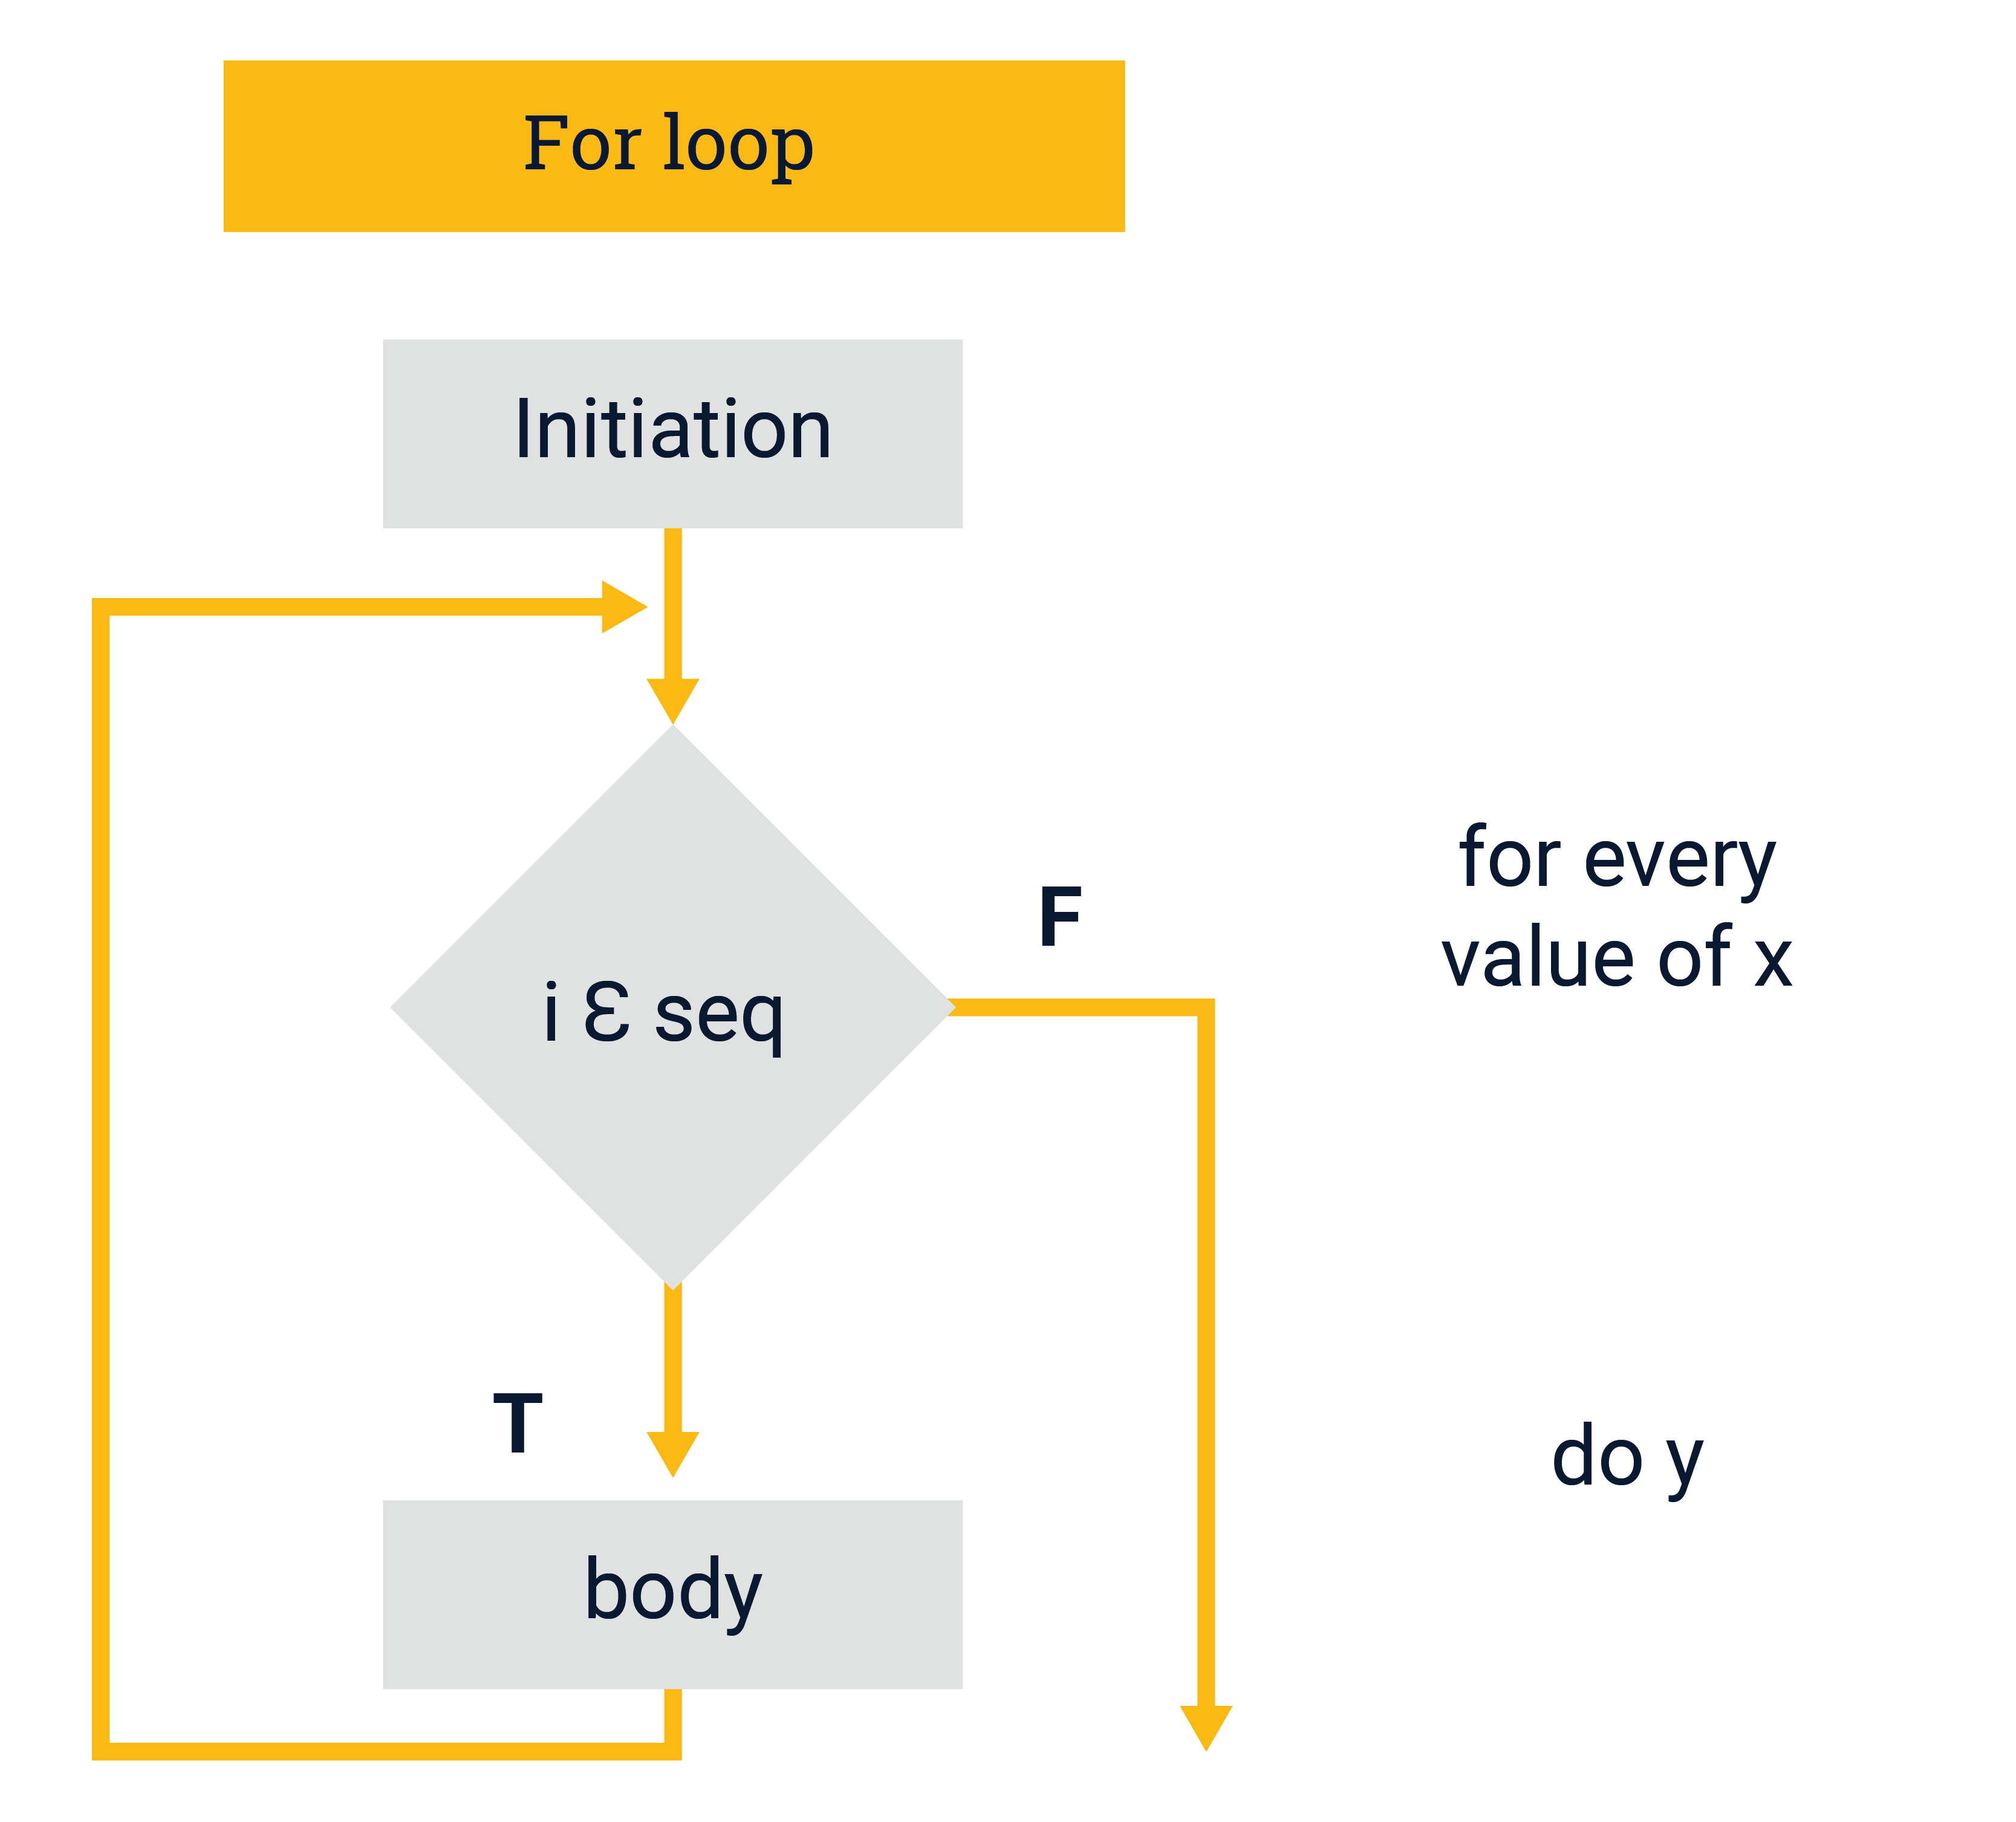 For loop
Initiation
i Ɛ seq
F
for every
value of x
T
do y
body